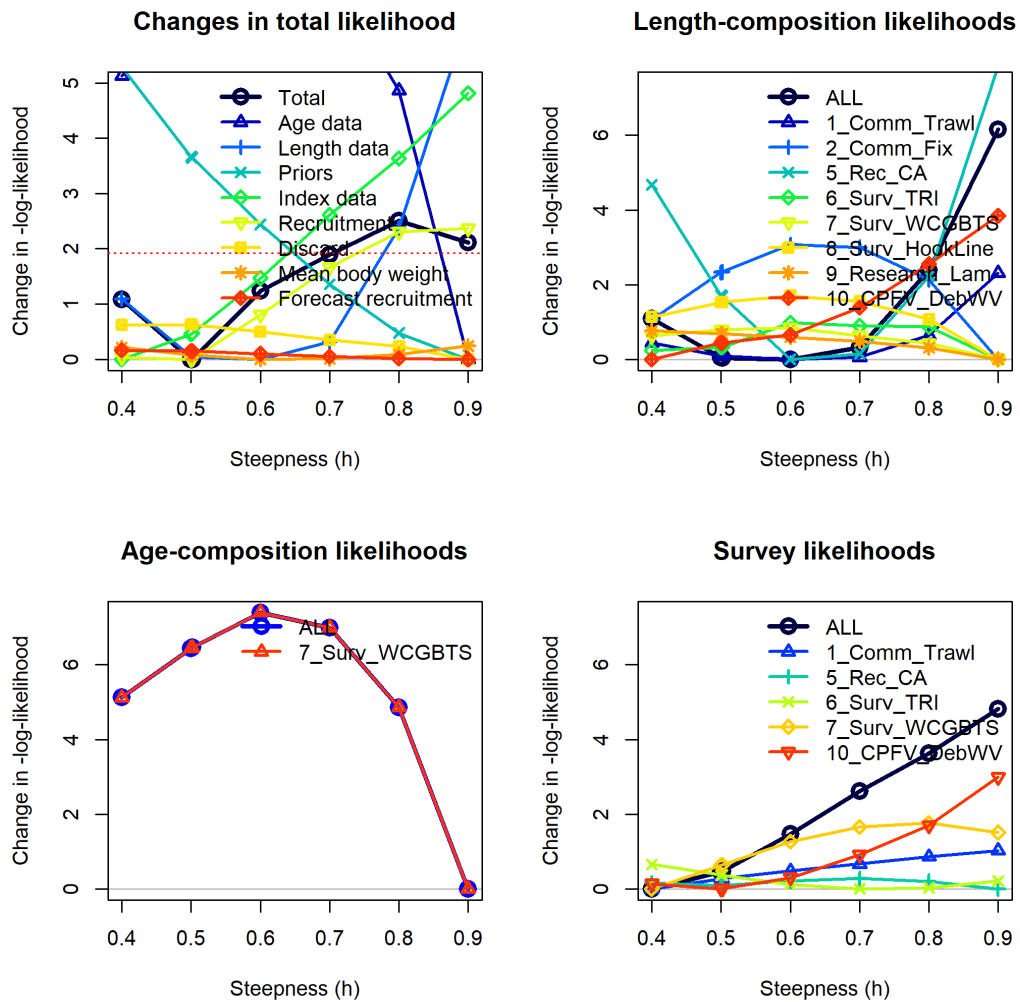 Changes in total likelihood
Change in -log-likelihood
5
4
3
2
1
0
Total
Age data
Length data
Priors
Index data
Recruitment
Discard
Mean body weight
Forecast recruitment
0.4 0.5 0.6 0.7 0.8 0.9
Steepness (h)
Length-composition likelihoods
Change in -log-likelihood
6
4
2
0
ALL
1_Comm_Trawl
2_Comm_Fix
5_Rec_CA
6_Surv_TRI
7_Surv_WCGBTS
8_Surv_HookLine
9_Research_Lam
10_CPFV_DebWV
0.4 0.5 0.6 0.7 0.8 0.9
Steepness (h)
Age-composition likelihoods
Change in -log-likelihood
6
4
2
0
ALL
7_Surv_WCGBTS
0.4 0.5 0.6 0.7 0.8 0.9
Steepness (h)
Survey likelihoods
Change in -log-likelihood
6
4
2
0
ALL
1_Comm_Trawl
5_Rec_CA
6_Surv_TRI
7_Surv_WCGBTS
10_CPFV_DebWV
0.4 0.5 0.6 0.7 0.8 0.9
Steepness (h)